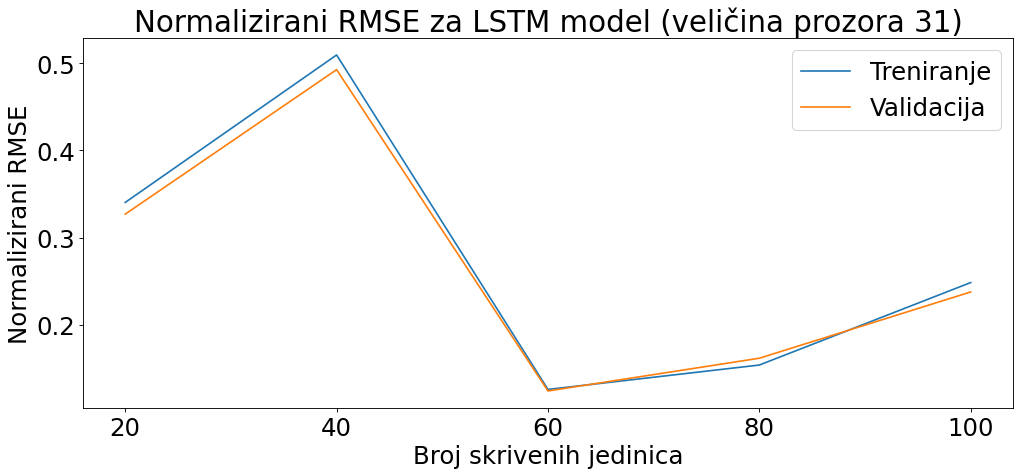 Normalizirani RMSE za LSTM model (veličina prozora 31)
Treniranje
Validacija
Normalizirani RMSE
0.5
0.4
0.3
0.2
20 40 60 80 100
Broj skrivenih jedinica